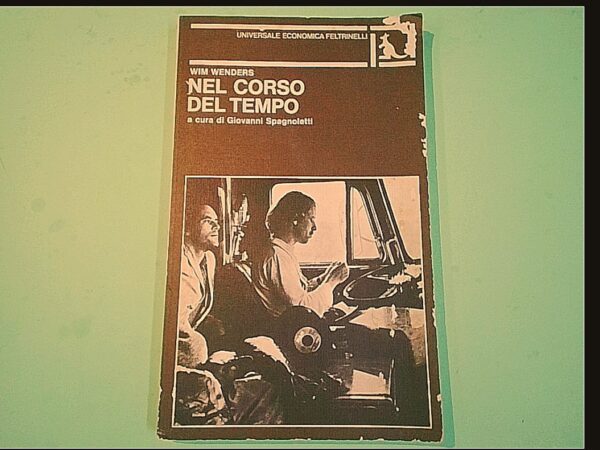 UNIVERSALE ECONOMICA FELTRINELLI
WIM WENDERS
NEL CORSO
DEL TEMPO
a cura di Giovanni Spagnoletti